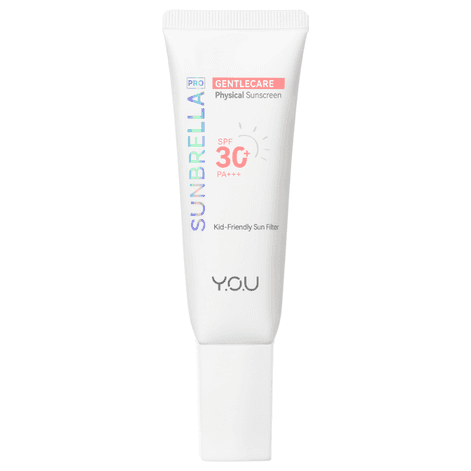 SUNBRELLA PRO
GENTLECARE
Physical Sunscreen
SPF
30+
PA+++
Kid-Friendly Sun Filter
Y.O.U